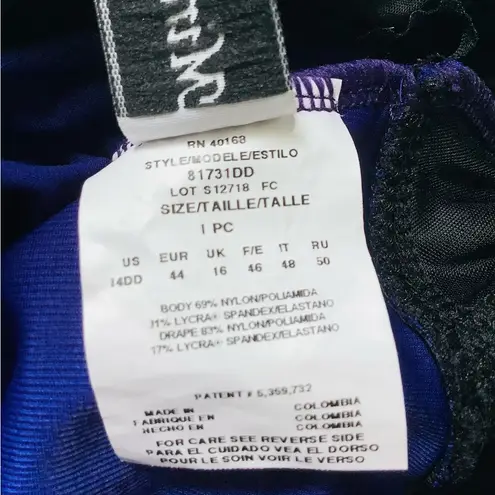 RN 40168
STYLE/MODELE/ESTILO
81731DD
LOT S12718 FC
SIZE/TAILLE/TALLE
1 PC
US EUR UK F/E IT RU
14DD 44 16 46 48 50
BODY 69% NYLON/POLIAMIDA
31% LYCRA® SPANDEX/ELASTANO
DRAPE 83% NYLON/POLIAMIDA
17% LYCRA® SPANDEX/ELASTANO
PATENT # 5,369,732
MADE IN COLOMBIA
FABRIQUE EN COLOMBIE
HECHO EN COLOMBIA
FOR CARE SEE REVERSE SIDE
PARA EL CUIDADO VEA EL DORSO
POUR LE SOIN VOIR LE VERSO